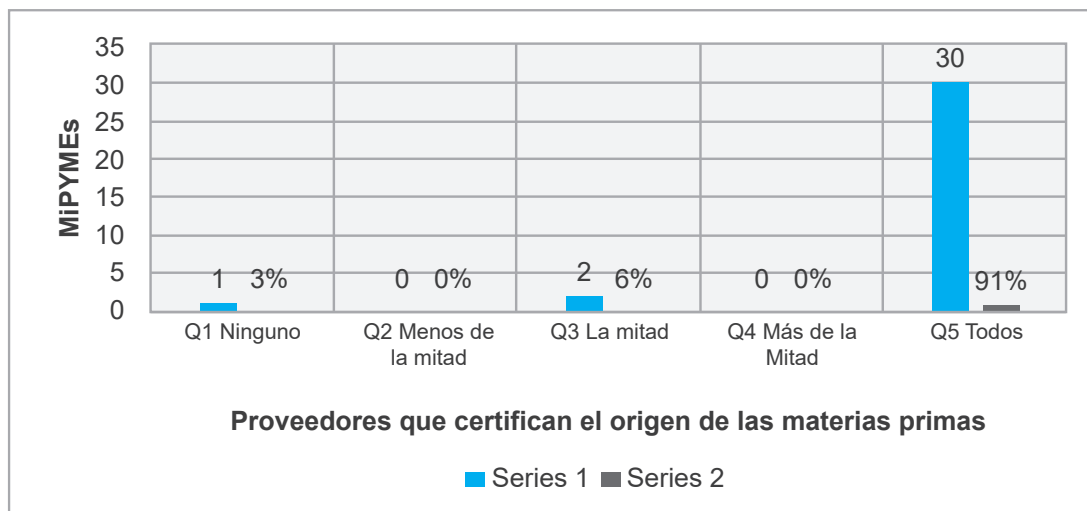 MiPYMEs
35
30
25
20
15
10
5
0
1 3%
0 0%
2 6%
0 0%
30
91%
Q1 Ninguno
Q2 Menos de
la mitad
Q3 La mitad
Q4 Más de la
Mitad
Q5 Todos
Proveedores que certifican el origen de las materias primas
Series 1 Series 2